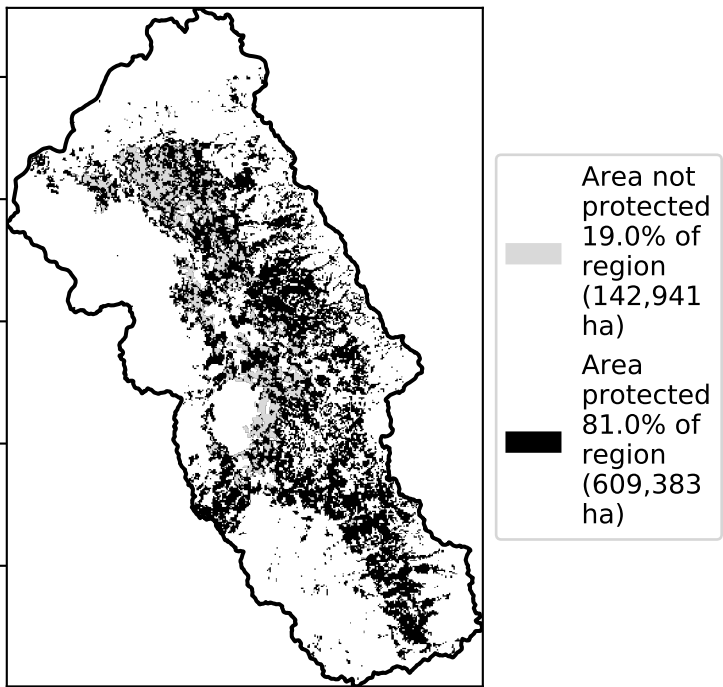 Area not
protected
19.0% of
region
(142,941
ha)
Area
protected
81.0% of
region
(609,383
ha)